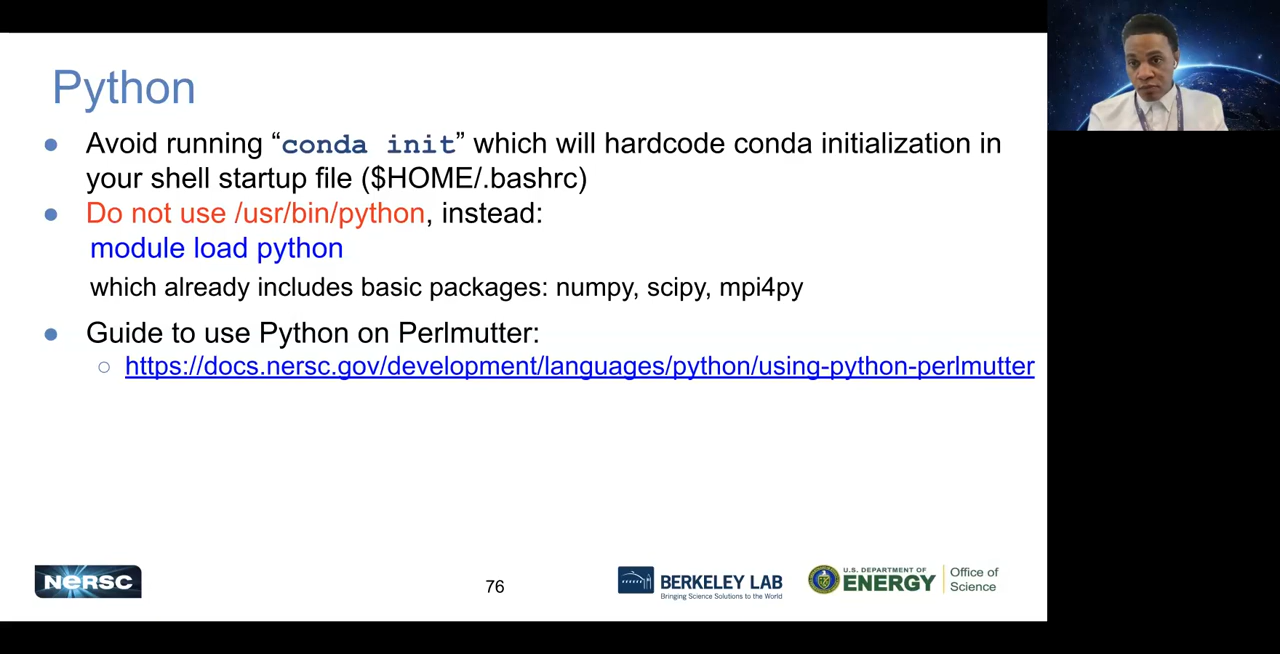 Python
● Avoid running “conda init” which will hardcode conda initialization in
your shell startup file ($HOME/.bashrc)
● Do not use /usr/bin/python, instead:
module load python
which already includes basic packages: numpy, scipy, mpi4py
● Guide to use Python on Perlmutter:
○ https://docs.nersc.gov/development/languages/python/using-python-perlmutter
NERSC
76
BERKELEY LAB
Bringing Science Solutions to the World
U.S. DEPARTMENT OF
ENERGY
Office of
Science